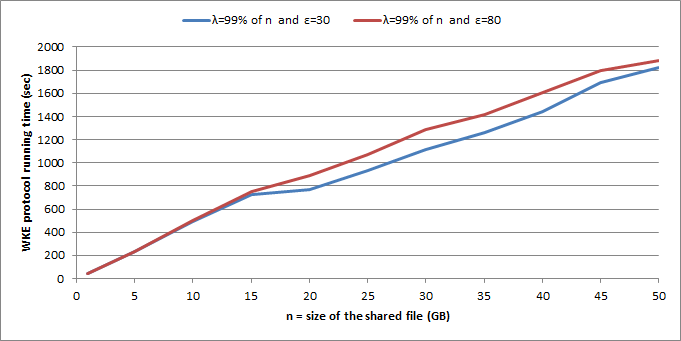 λ=99% of n and ε=30 λ=99% of n and ε=80
WKE protocol running time (sec)
2000
1800
1600
1400
1200
1000
800
600
400
200
0
0 5 10 15 20 25 30 35 40 45 50
n = size of the shared file (GB)